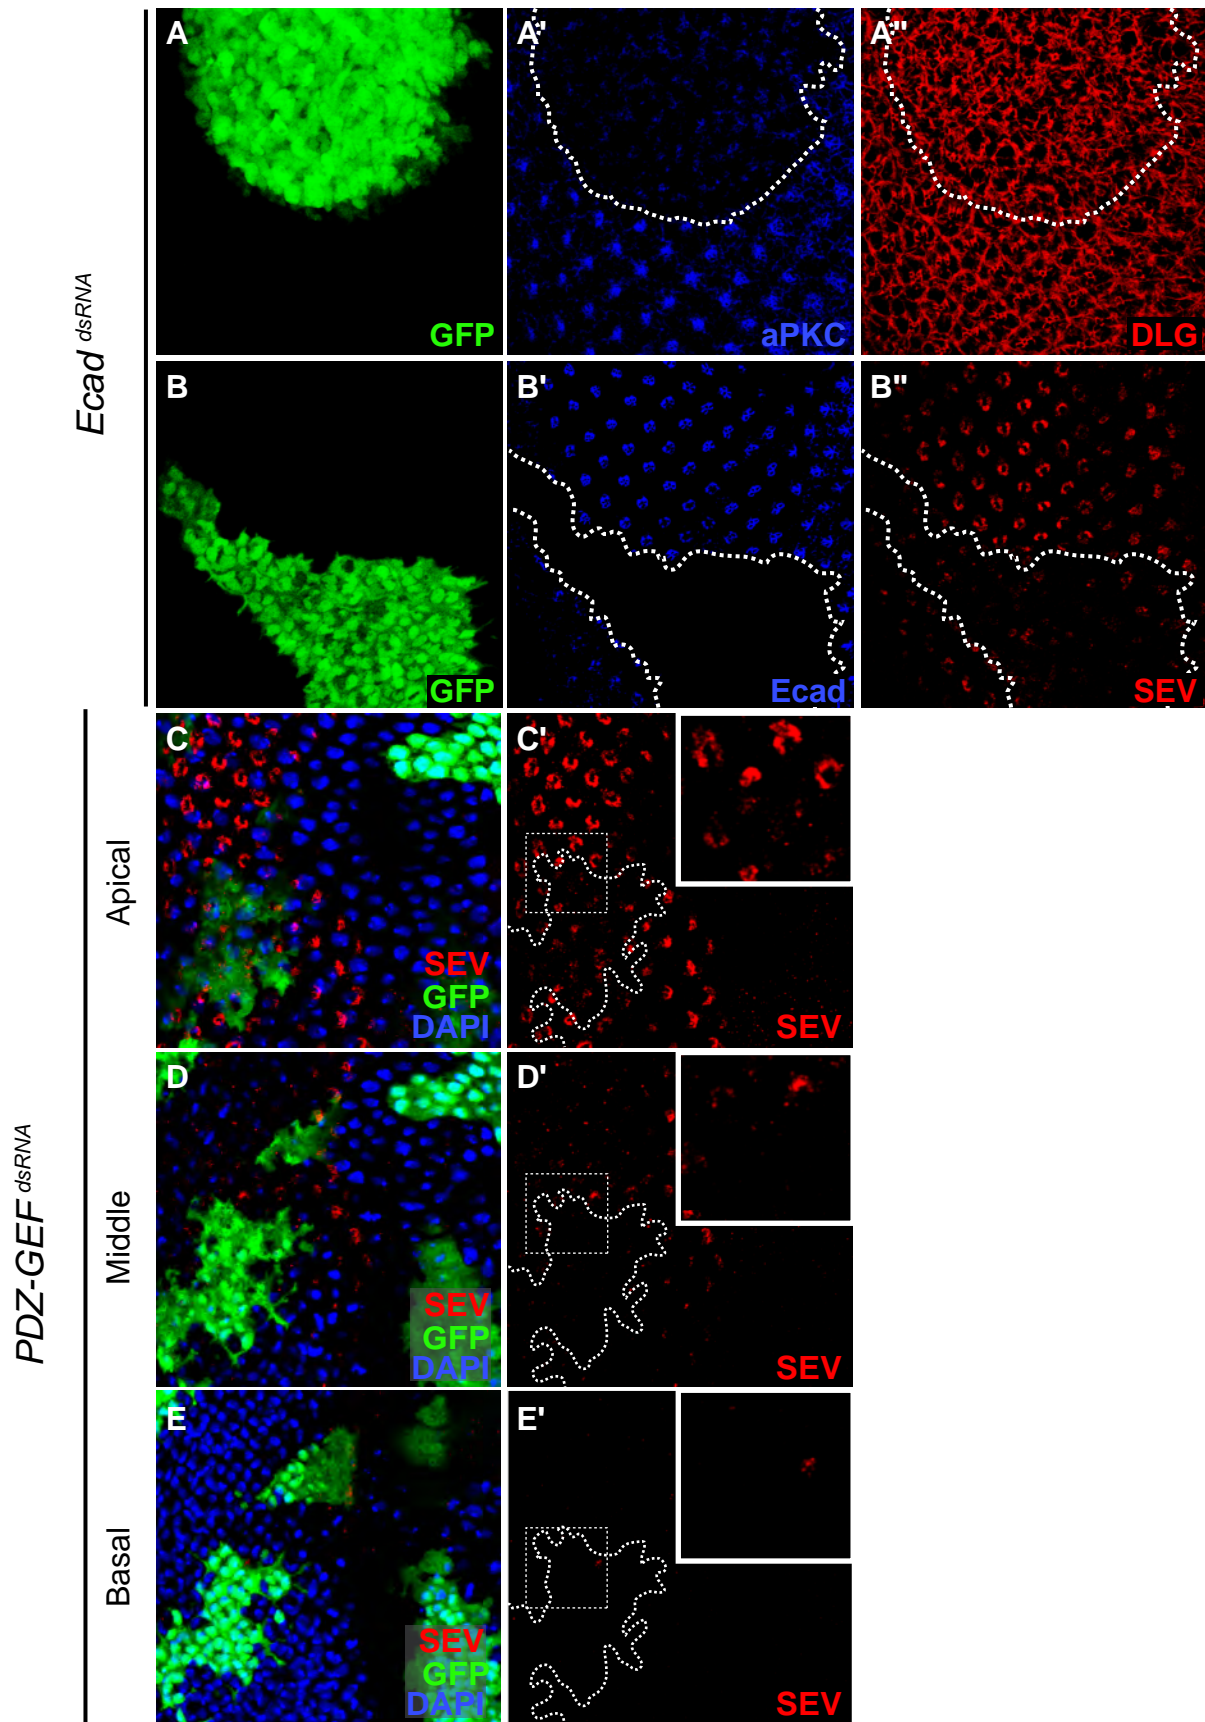 Ecad dsRNA
A
GFP
A'
aPKC
A"
DLG
B
GFP
B'
Ecad
B"
SEV
PDZ-GEF dsRNA
Apical
C
SEV
GFP
DAPI
C'
SEV
Middle
D
SEV
GFP
DAPI
D'
SEV
Basal
E
SEV
GFP
DAPI
E'
SEV